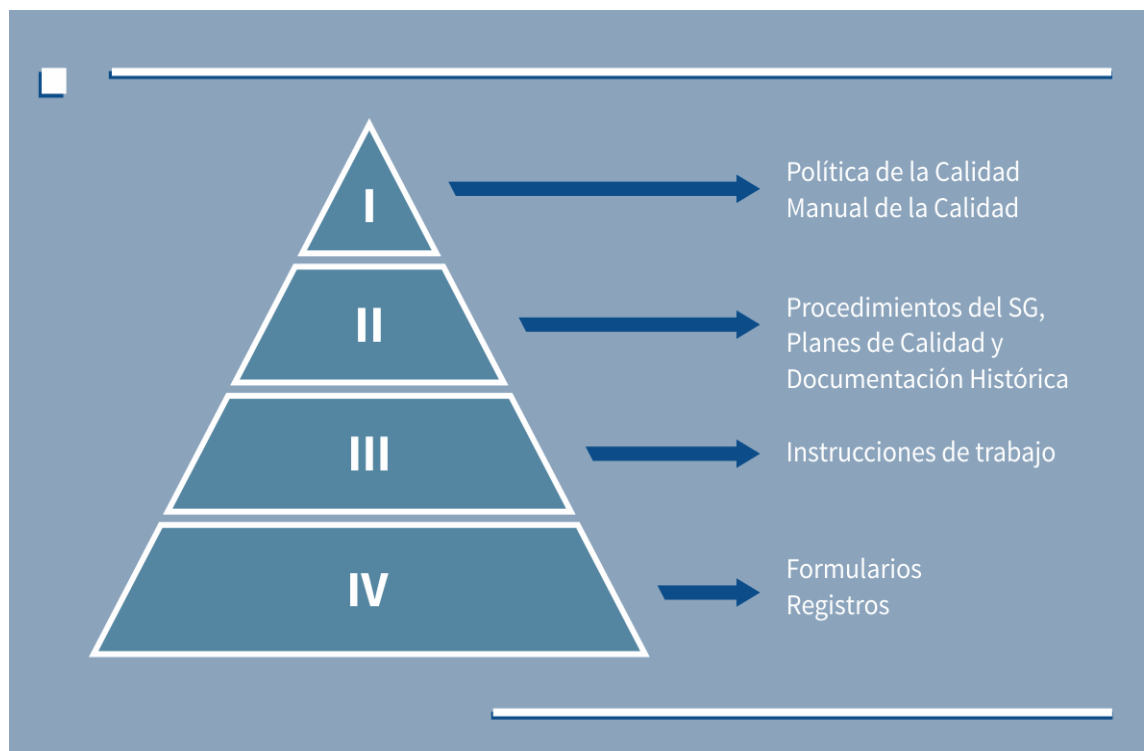 I
Política de la Calidad
Manual de la Calidad
II
Procedimientos del SG,
Planes de Calidad y
Documentación Histórica
III
Instrucciones de trabajo
IV
Formularios
Registros